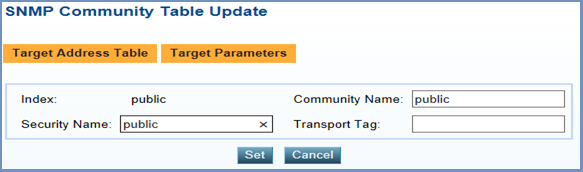 SNMP Community Table Update
Target Address Table Target Parameters
Index: public Community Name: public
Security Name: public × Transport Tag:
Set Cancel